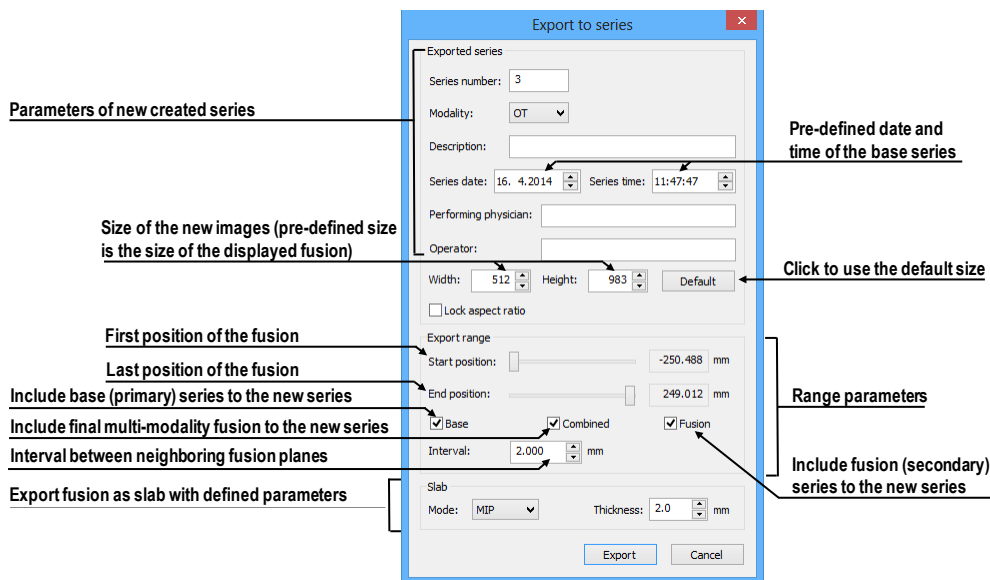 Export to series
Exported series
Series number: 3
Parameters of new created series
Modality: OT
Pre-defined date and
time of the base series
Description:
Series date: 16. 4.2014 Series time: 11:47:47
Performing physician:
Size of the new images (pre-defined size
is the size of the displayed fusion)
Operator:
Click to use the default size
Width: 512 Height: 983 Default
Lock aspect ratio
First position of the fusion
Export range
Start position: -250.488 mm
Last position of the fusion
End position: 249.012 mm
Include base (primary) series to the new series
Range parameters
Base Combined Fusion
Include final multi-modality fusion to the new series
Interval between neighboring fusion planes
Interval: 2.000 mm
Include fusion (secondary)
series to the new series
Export fusion as slab with defined parameters
Slab
Mode: MIP Thickness: 2.0 mm
Export Cancel